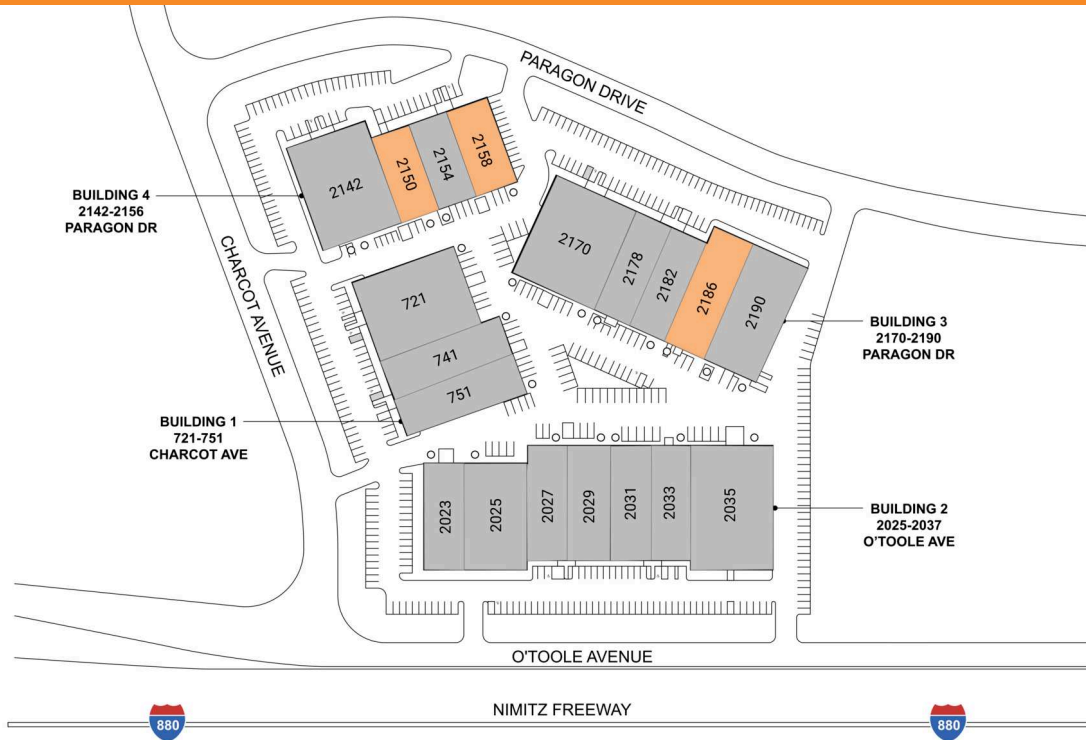 PARAGON DRIVE
2158
2154
2150
2142
BUILDING 4
2142-2156
PARAGON DR
CHARCOT AVENUE
2170
2178
2182
2186
2190
721
741
751
BUILDING 3
2170-2190
PARAGON DR
BUILDING 1
721-751
CHARCOT AVE
2023
2025
2027
2029
2031
2033
2035
BUILDING 2
2025-2037
O'TOOLE AVE
O'TOOLE AVENUE
NIMITZ FREEWAY
880
880